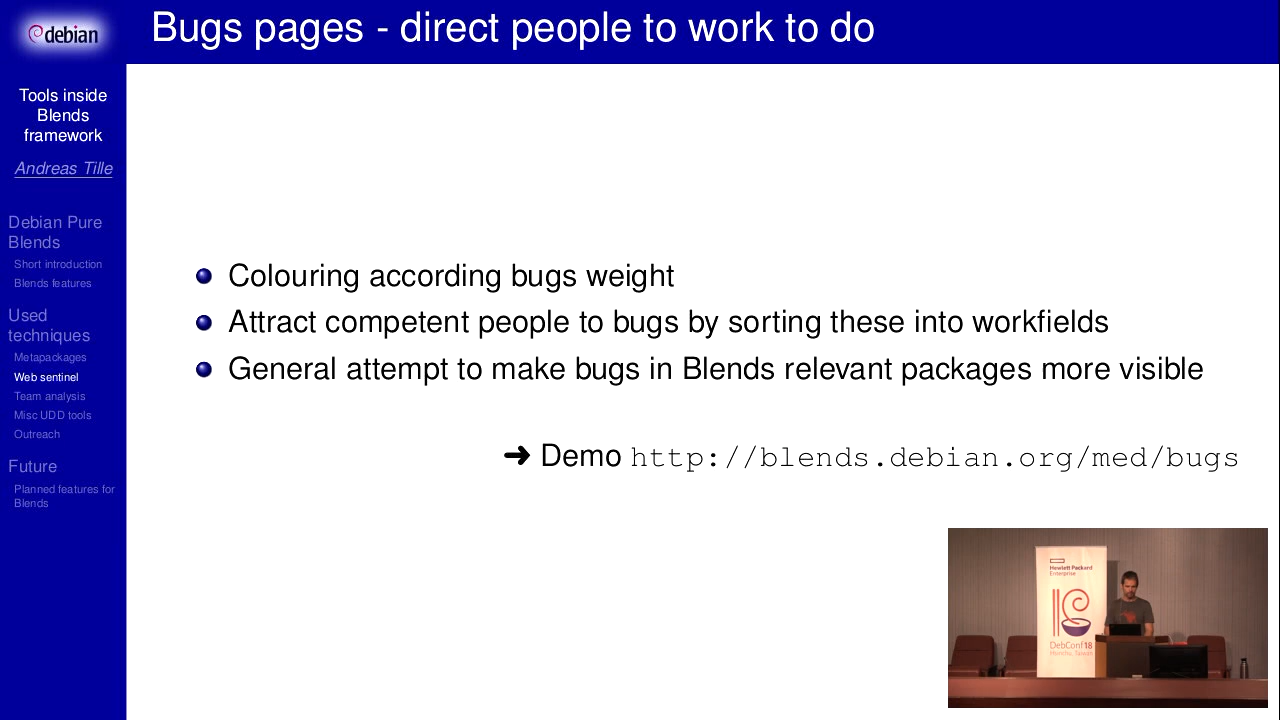 debian
Bugs pages - direct people to work to do
Tools inside
Blends
framework
Andreas Tille
Debian Pure
Blends
Short introduction
Blends features
Used
techniques
Metapackages
Web sentinel
Team analysis
Misc UDD tools
Outreach
Future
Planned features for
Blends
Colouring according bugs weight
Attract competent people to bugs by sorting these into workfields
General attempt to make bugs in Blends relevant packages more visible
➜ Demo http://blends.debian.org/med/bugs
Hewlett Packard
Enterprise
DebConf18
Hsinchu, Taiwan